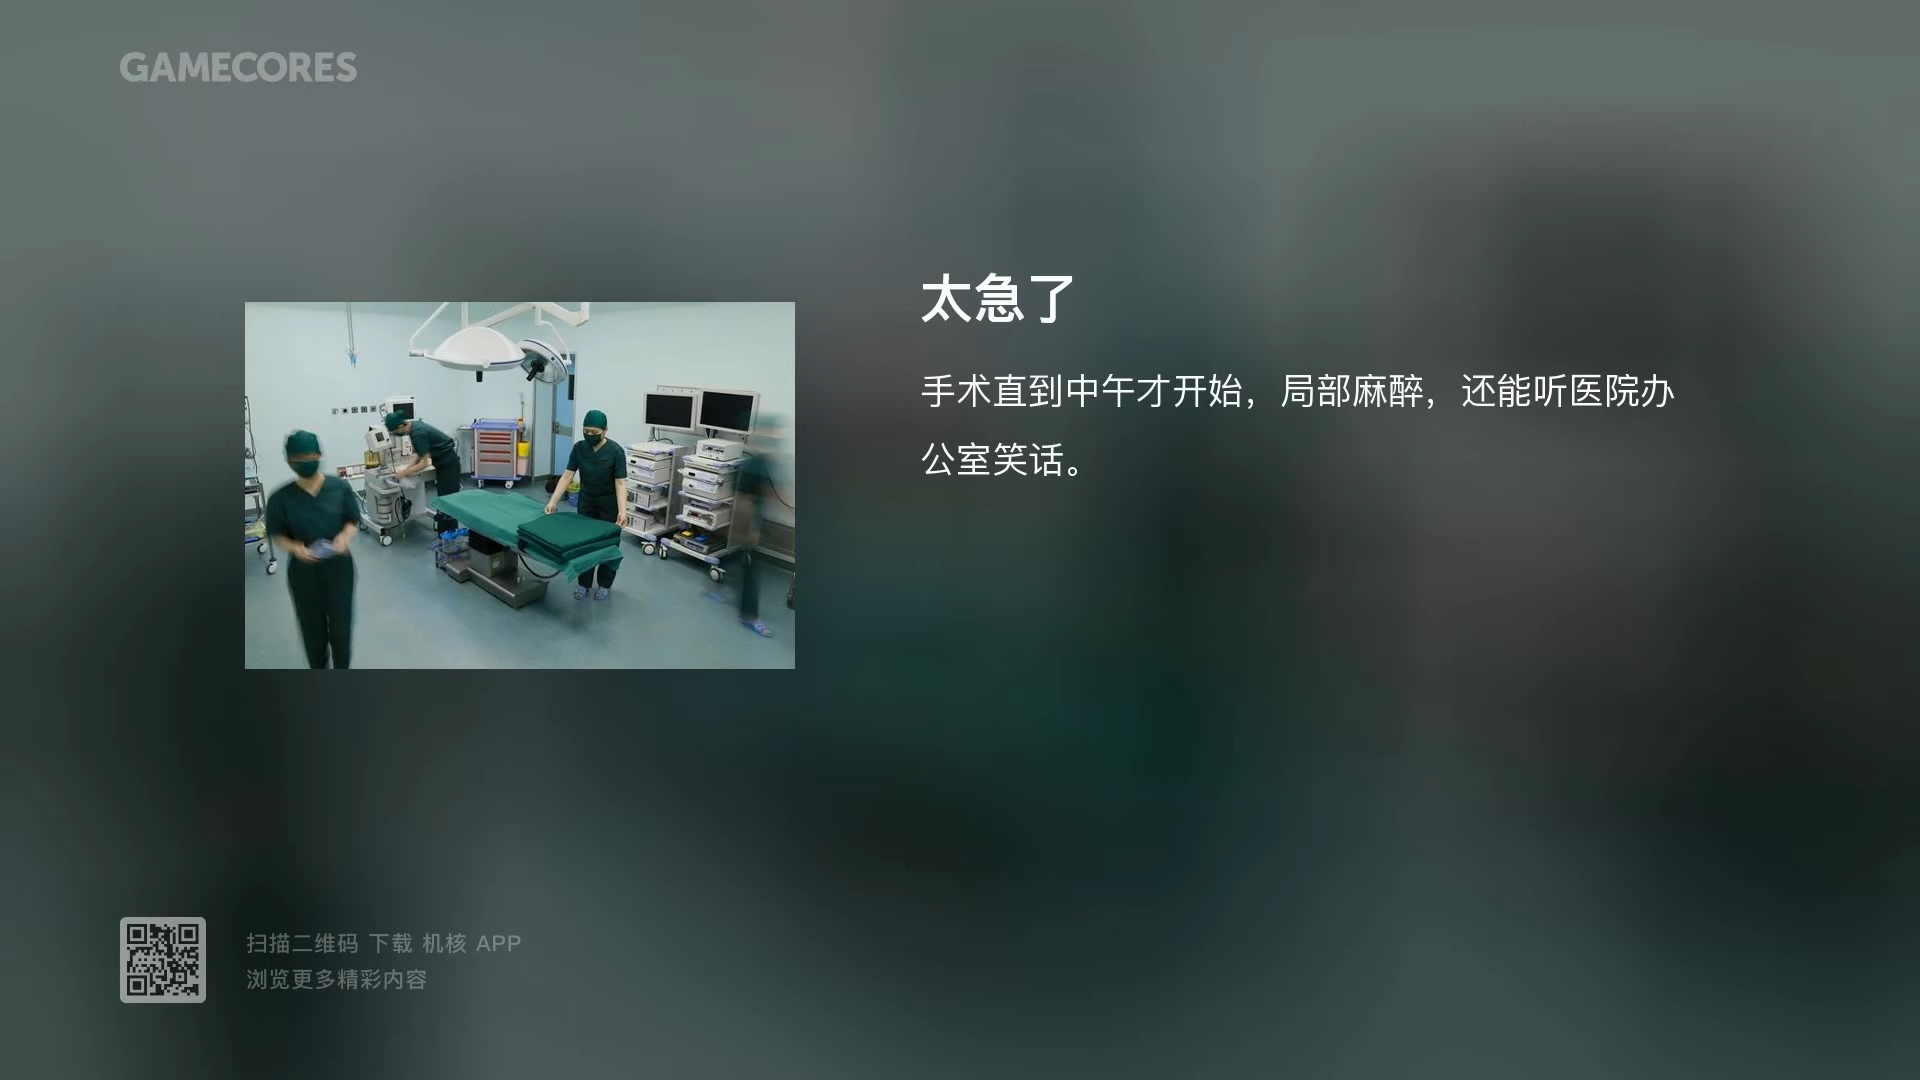 GAMECORES
太急了
手术直到中午才开始，局部麻醉，还能听医院办
公室笑话。
扫描二维码 下载 机核 APP
浏览更多精彩内容